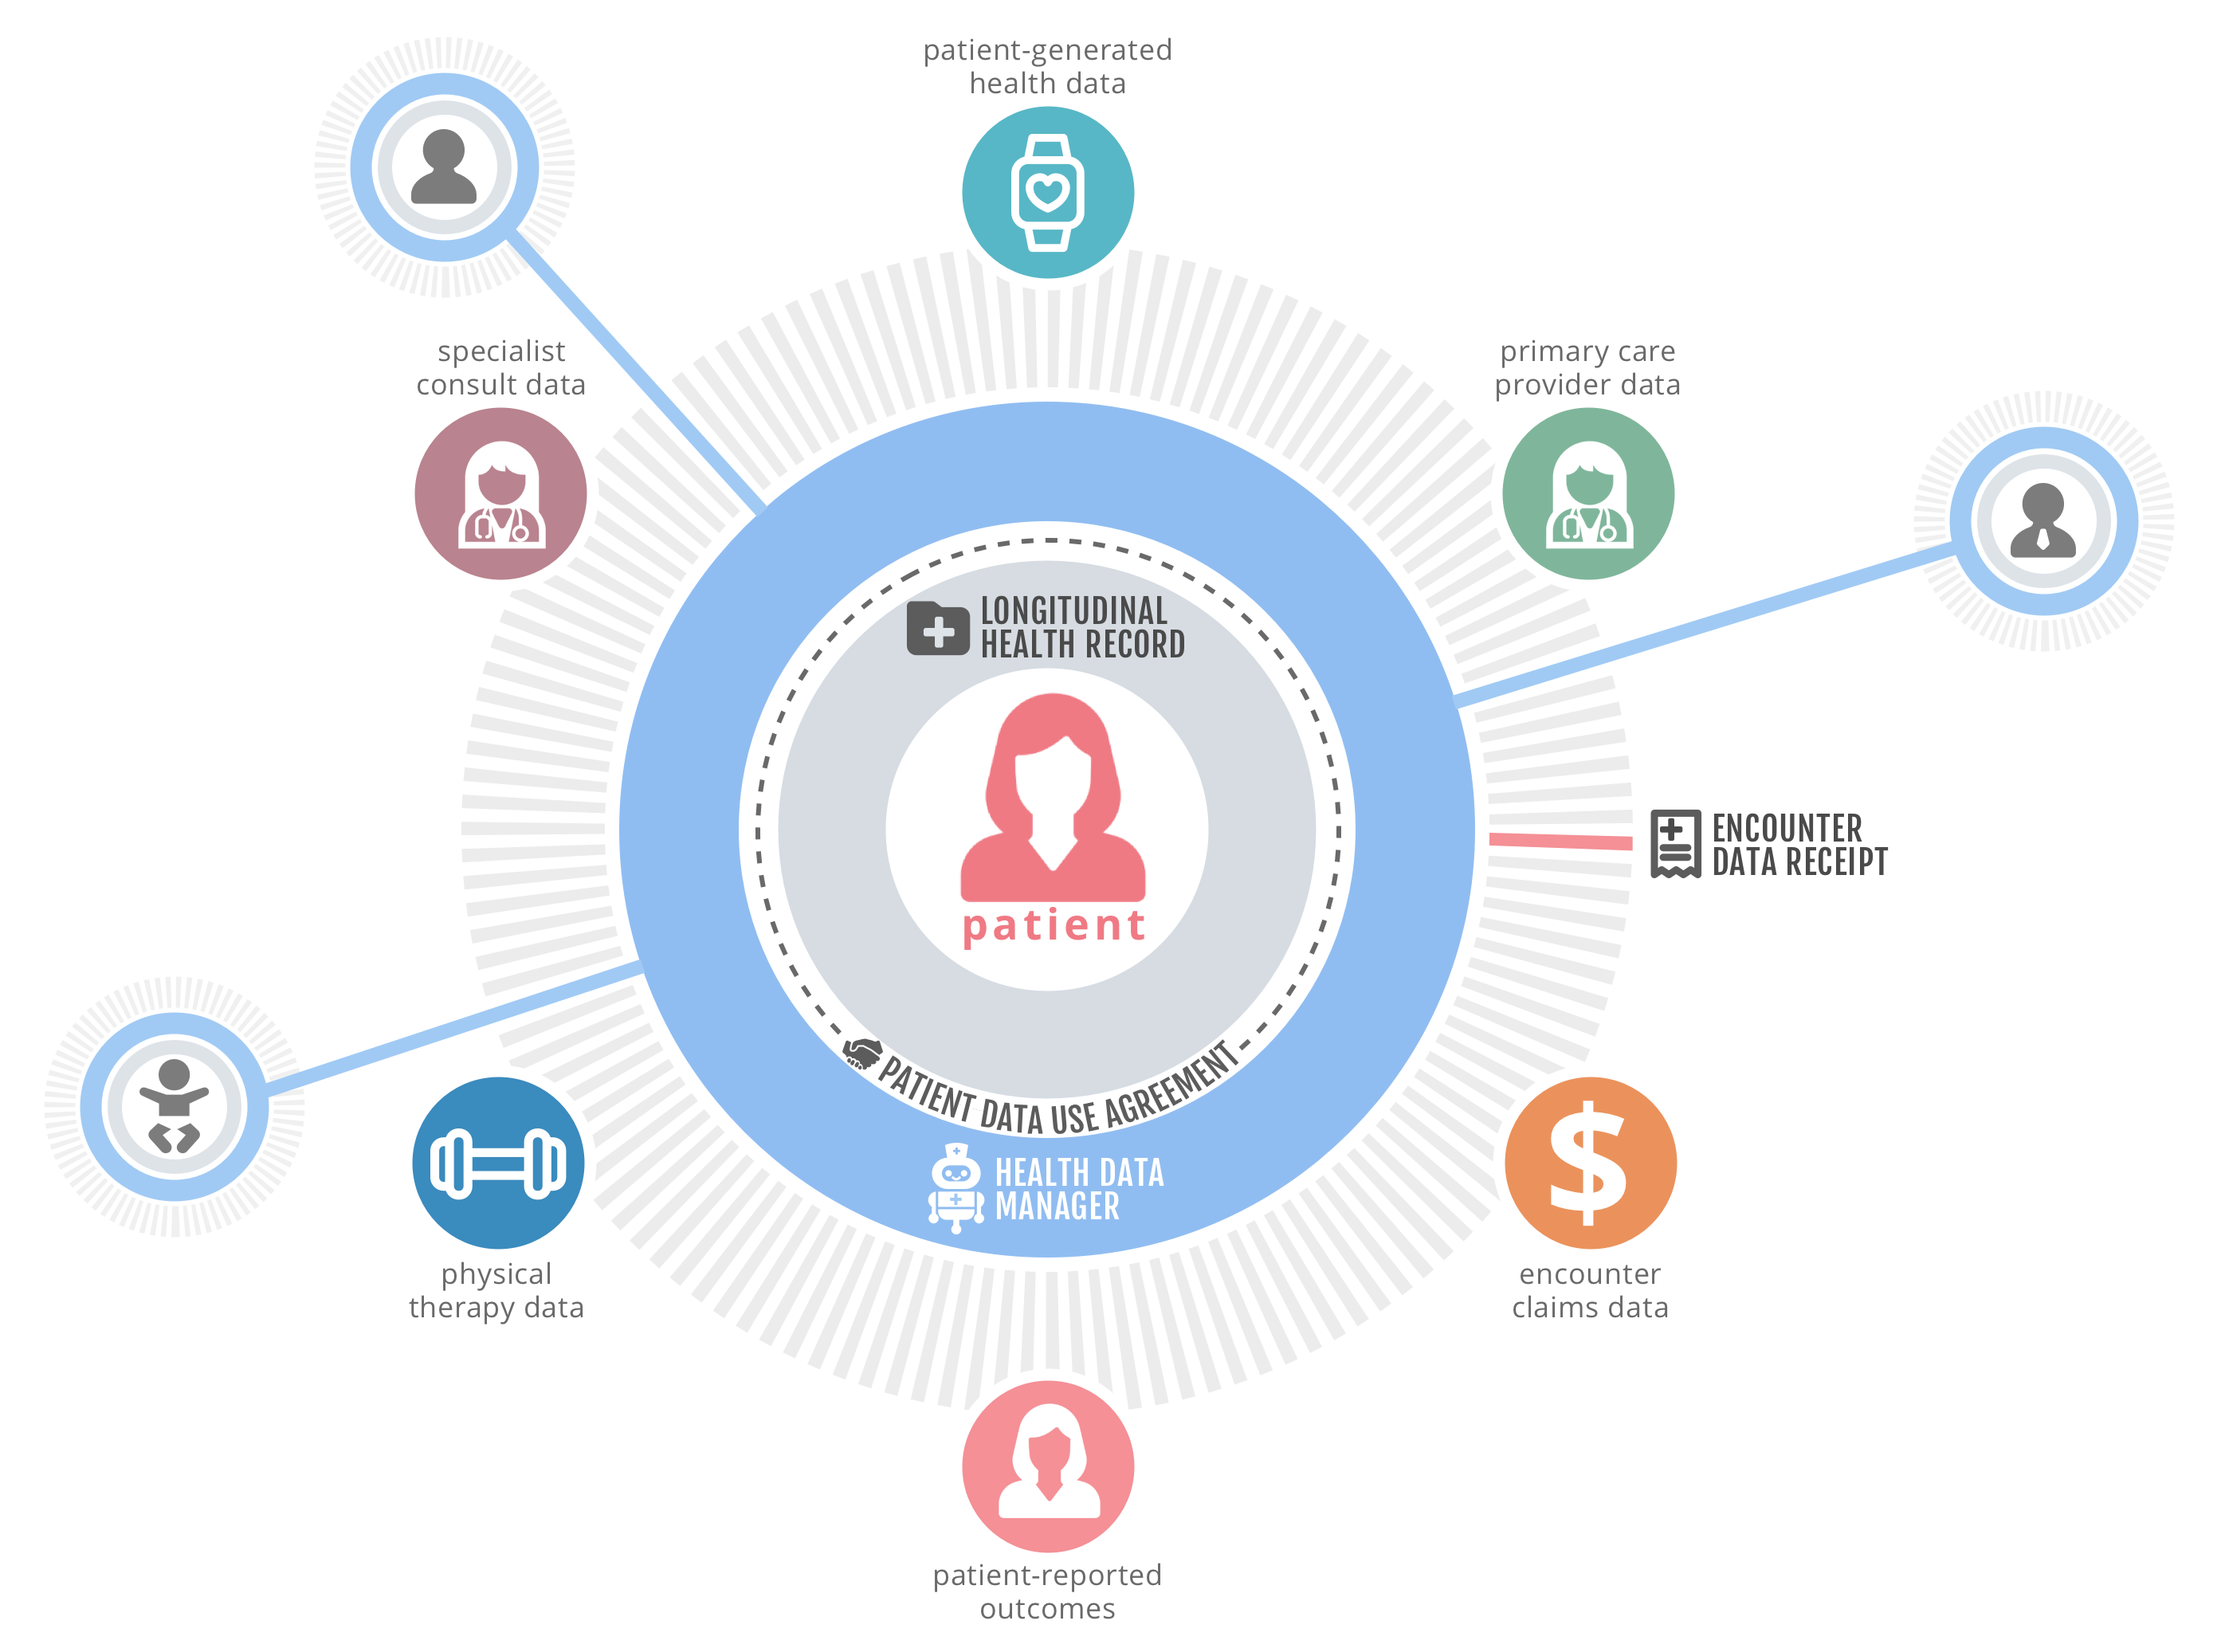 patient-generated
health data
specialist
consult data
primary care
provider data
LONGITUDINAL
HEALTH RECORD
patient
ENCOUNTER
DATA RECEIPT
PATIENT DATA USE AGREEMENT
HEALTH DATA
MANAGER
physical
therapy data
encounter
claims data
patient-reported
outcomes